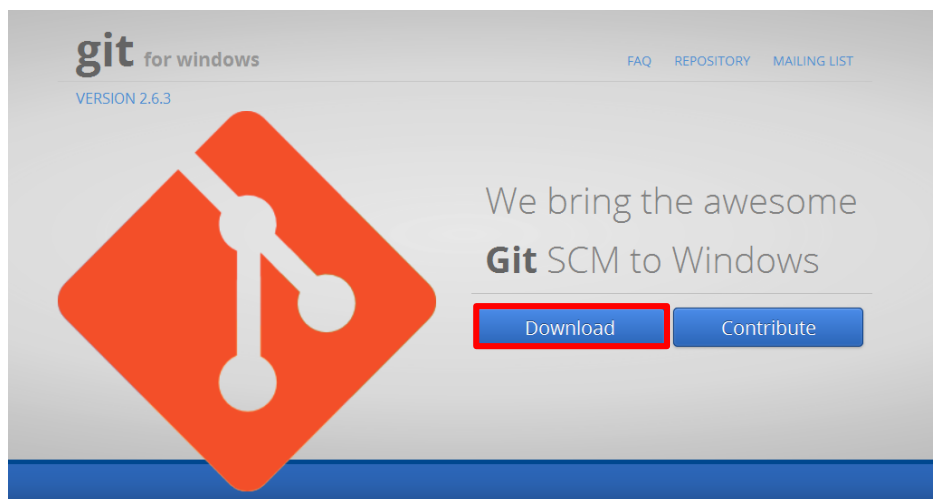 git for windows
FAQ REPOSITORY MAILING LIST
VERSION 2.6.3
We bring the awesome
Git SCM to Windows
Download Contribute